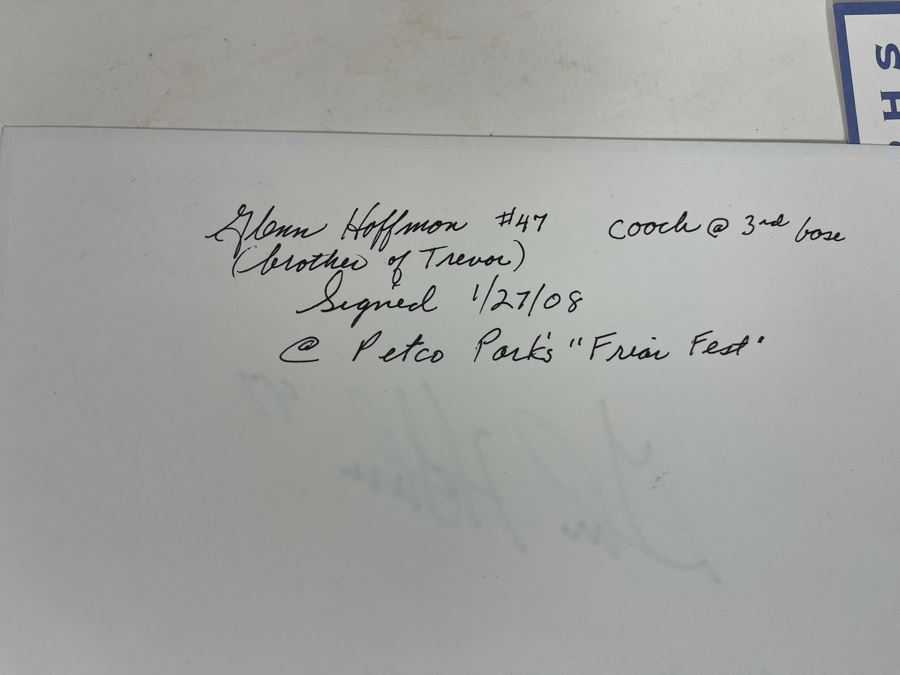 Glenn Hoffman #47 Coach @ 3rd base
(brother of Trevor)
Signed 1/27/08
@ Petco Park's "Friar Fest"
S
H